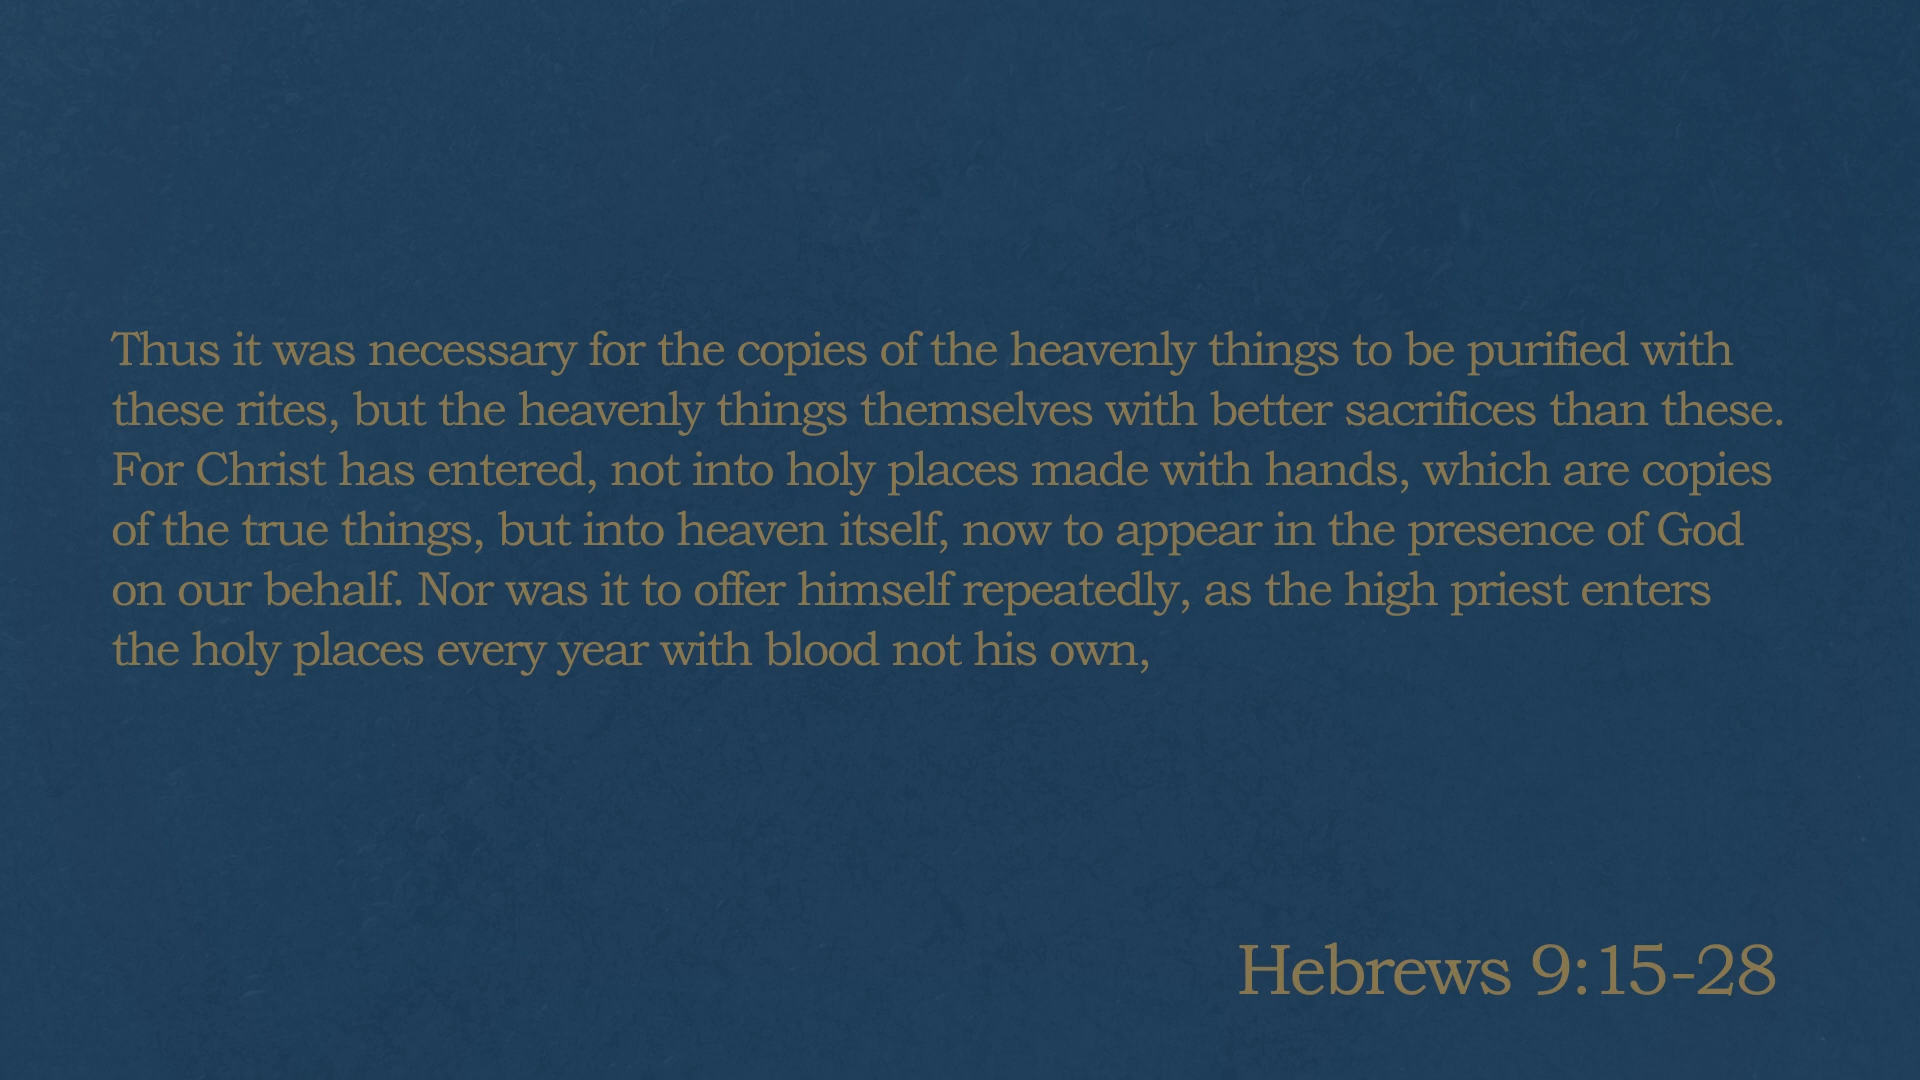 Thus it was necessary for the copies of the heavenly things to be purified with
these rites, but the heavenly things themselves with better sacrifices than these.
For Christ has entered, not into holy places made with hands, which are copies
of the true things, but into heaven itself, now to appear in the presence of God
on our behalf. Nor was it to offer himself repeatedly, as the high priest enters
the holy places every year with blood not his own,
Hebrews 9:15-28